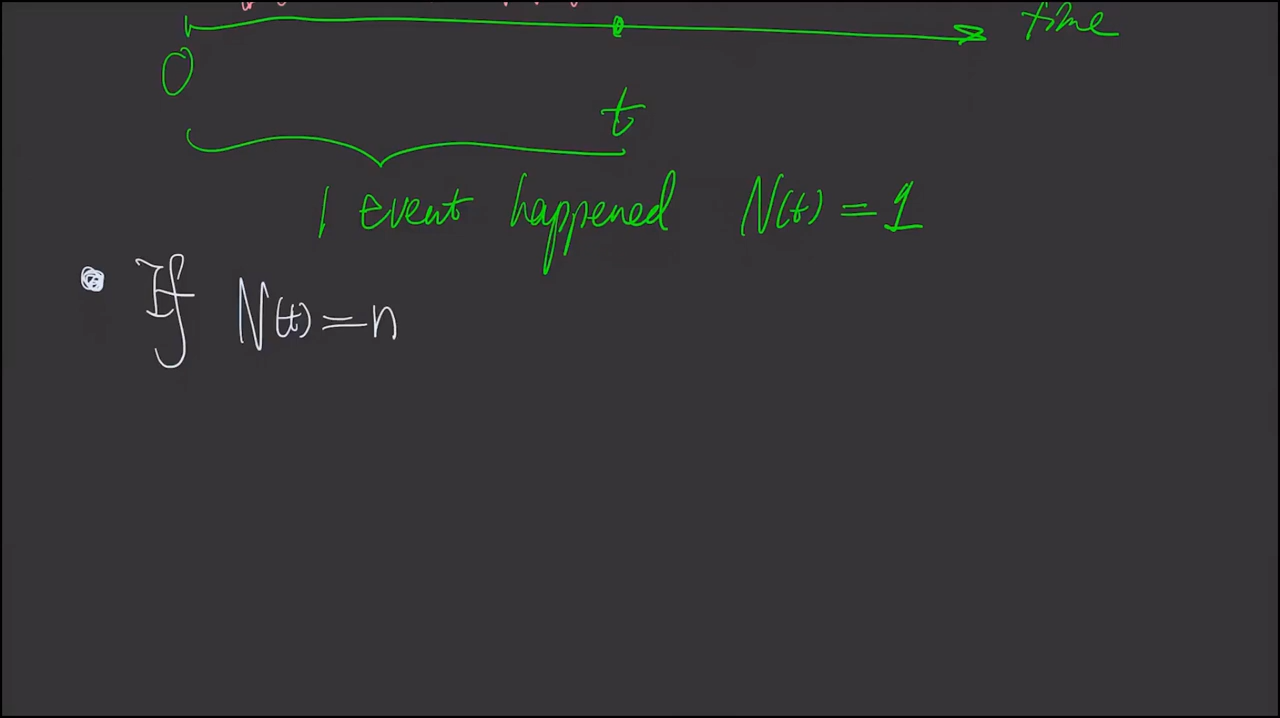 time
0
t
1 event happened N(t) = 1
• If N(t) = n